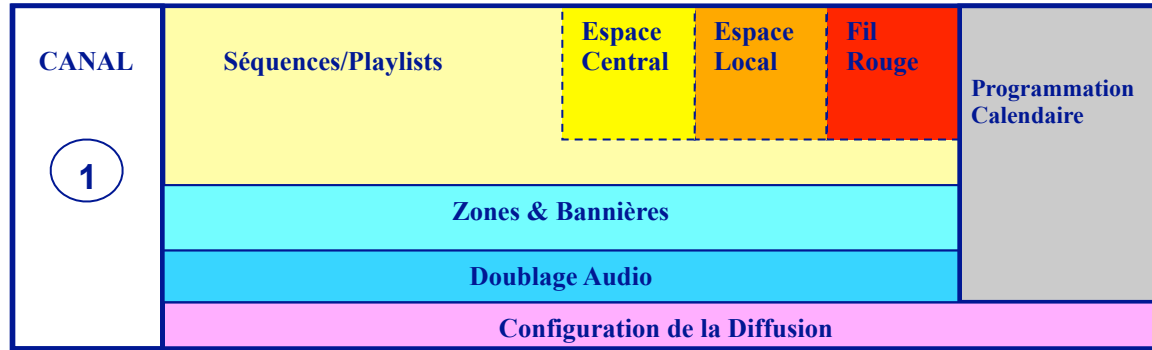 CANAL
1
Séquences/Playlists
Espace
Central
Espace
Local
Fil
Rouge
Programmation
Calendaire
Zones & Bannières
Doublage Audio
Configuration de la Diffusion